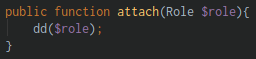 public function attach(Role $role){
    dd($role);
}